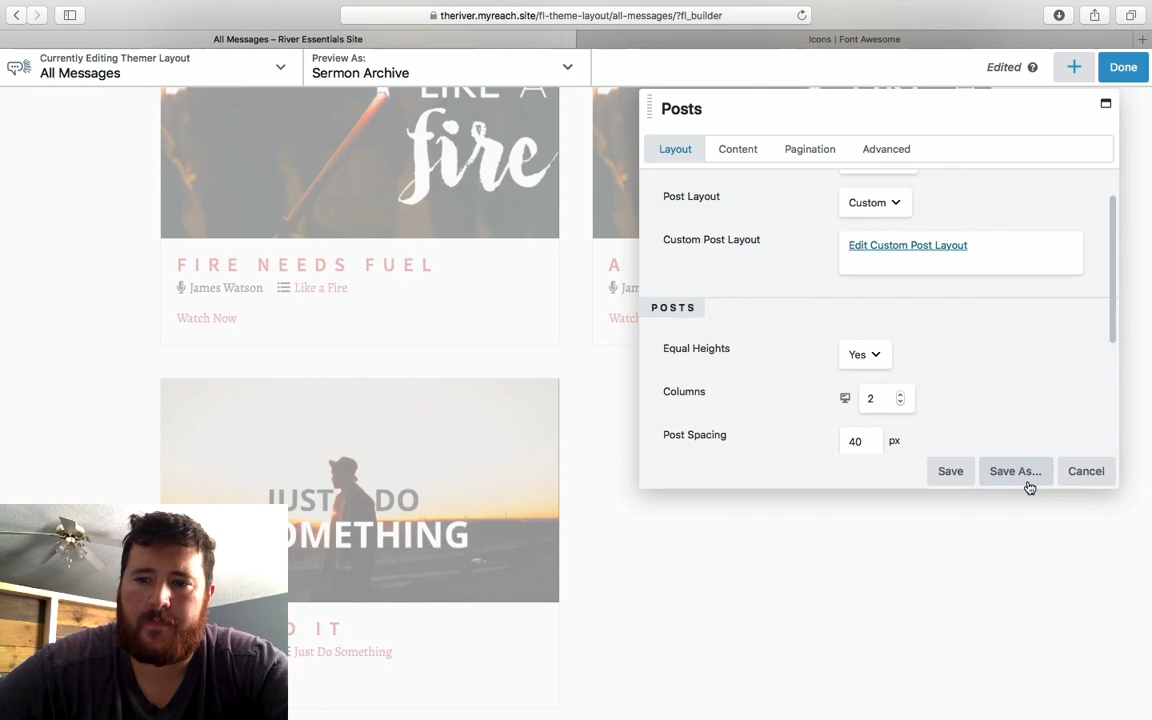 theriver.myreach.site/fl-theme-layout/all-messages/?fl_builder
All Messages – River Essentials Site
Icons | Font Awesome
Currently Editing Themer Layout
All Messages
Preview As:
Sermon Archive
Edited
Done
LIKE A
fire
FIRE NEEDS FUEL
James Watson Like a Fire
Watch Now
A
JUST DO
SOMETHING
D IT
Just Do Something
Posts
Layout Content Pagination Advanced
Post Layout Custom
Custom Post Layout Edit Custom Post Layout
POSTS
Equal Heights Yes
Columns 2
Post Spacing 40 px
Save Save As... Cancel